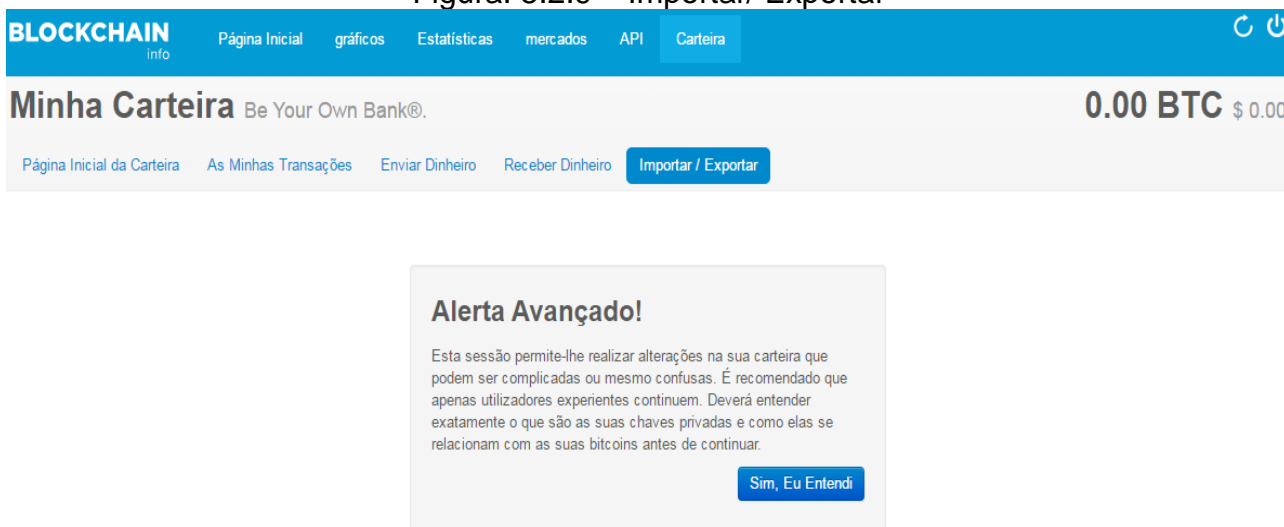 Importar/ Exportar
BLOCKCHAIN
info
Página Inicial gráficos Estatísticas mercados API Carteira
Minha Carteira Be Your Own Bank®. 0.00 BTC $ 0.00
Página Inicial da Carteira As Minhas Transações Enviar Dinheiro Receber Dinheiro Importar / Exportar
Alerta Avançado!
Esta sessão permite-lhe realizar alterações na sua carteira que
podem ser complicadas ou mesmo confusas. É recomendado que
apenas utilizadores experientes continuem. Deverá entender
exatamente o que são as suas chaves privadas e como elas se
relacionam com as suas bitcoins antes de continuar.
Sim, Eu Entendi